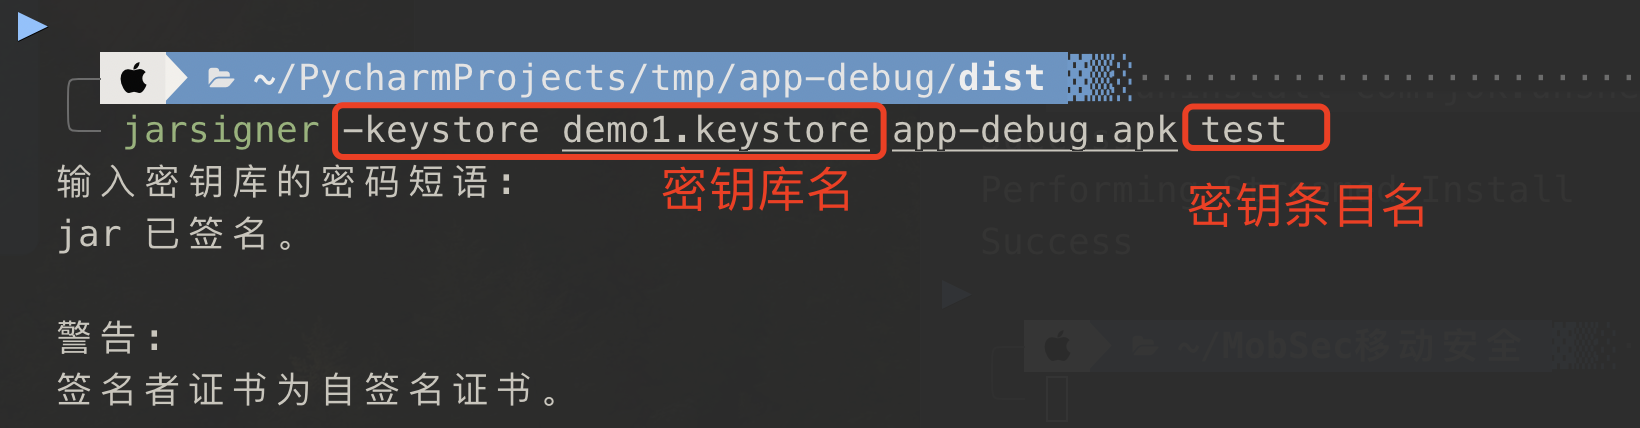 ~/PycharmProjects/tmp/app-debug/dist
jarsigner -keystore demo1.keystore app-debug.apk test
输入密钥库的密码短语:
密钥库名
密钥条目名
Performing Install
jar 已签名。
Success
警告:
~/MobSec移动安全
签名者证书为自签名证书。